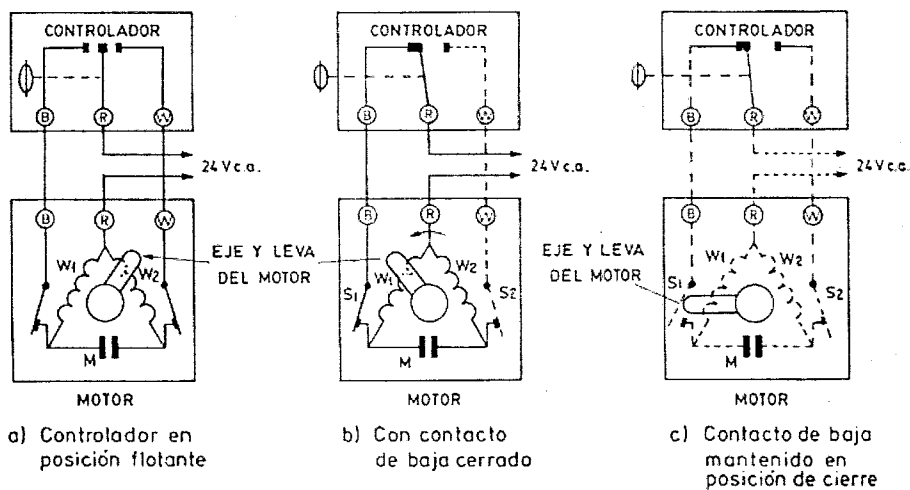 CONTROLADOR
B
R
W
24 V c.a.
B
R
W
W1
W2
M
MOTOR
a) Controlador en
posición flotante
CONTROLADOR
B
R
W
24 V c.a.
B
R
W
EJE Y LEVA
DEL MOTOR
W1
W2
S1
S2
M
MOTOR
b) Con contacto
de baja cerrado
CONTROLADOR
B
R
W
24 V c.a.
B
R
W
EJE Y LEVA
DEL MOTOR
W1
W2
S1
S2
M
MOTOR
c) Contacto de baja
mantenido en
posición de cierre